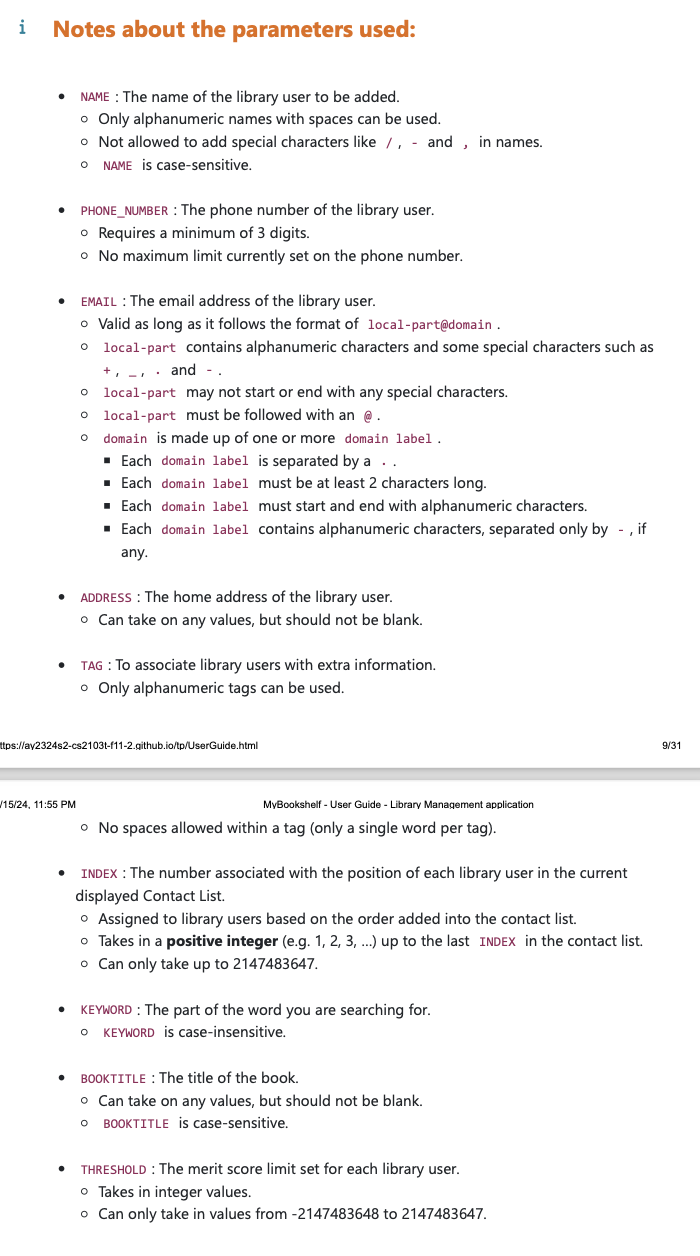 i Notes about the parameters used:
• NAME : The name of the library user to be added.
○ Only alphanumeric names with spaces can be used.
○ Not allowed to add special characters like / , - and , in names.
○ NAME is case-sensitive.
• PHONE_NUMBER : The phone number of the library user.
○ Requires a minimum of 3 digits.
○ No maximum limit currently set on the phone number.
• EMAIL : The email address of the library user.
○ Valid as long as it follows the format of local-part@domain .
○ local-part contains alphanumeric characters and some special characters such as
+ , _ , . and - .
○ local-part may not start or end with any special characters.
○ local-part must be followed with an @ .
○ domain is made up of one or more domain label .
▪ Each domain label is separated by a . .
▪ Each domain label must be at least 2 characters long.
▪ Each domain label must start and end with alphanumeric characters.
▪ Each domain label contains alphanumeric characters, separated only by - , if
any.
• ADDRESS : The home address of the library user.
○ Can take on any values, but should not be blank.
• TAG : To associate library users with extra information.
○ Only alphanumeric tags can be used.
ttps://ay2324s2-cs2103t-f11-2.github.io/tp/UserGuide.html 9/31
/15/24, 11:55 PM MyBookshelf - User Guide - Library Management application
○ No spaces allowed within a tag (only a single word per tag).
• INDEX : The number associated with the position of each library user in the current
displayed Contact List.
○ Assigned to library users based on the order added into the contact list.
○ Takes in a positive integer (e.g. 1, 2, 3, …) up to the last INDEX in the contact list.
○ Can only take up to 2147483647.
• KEYWORD : The part of the word you are searching for.
○ KEYWORD is case-insensitive.
• BOOKTITLE : The title of the book.
○ Can take on any values, but should not be blank.
○ BOOKTITLE is case-sensitive.
• THRESHOLD : The merit score limit set for each library user.
○ Takes in integer values.
○ Can only take in values from -2147483648 to 2147483647.